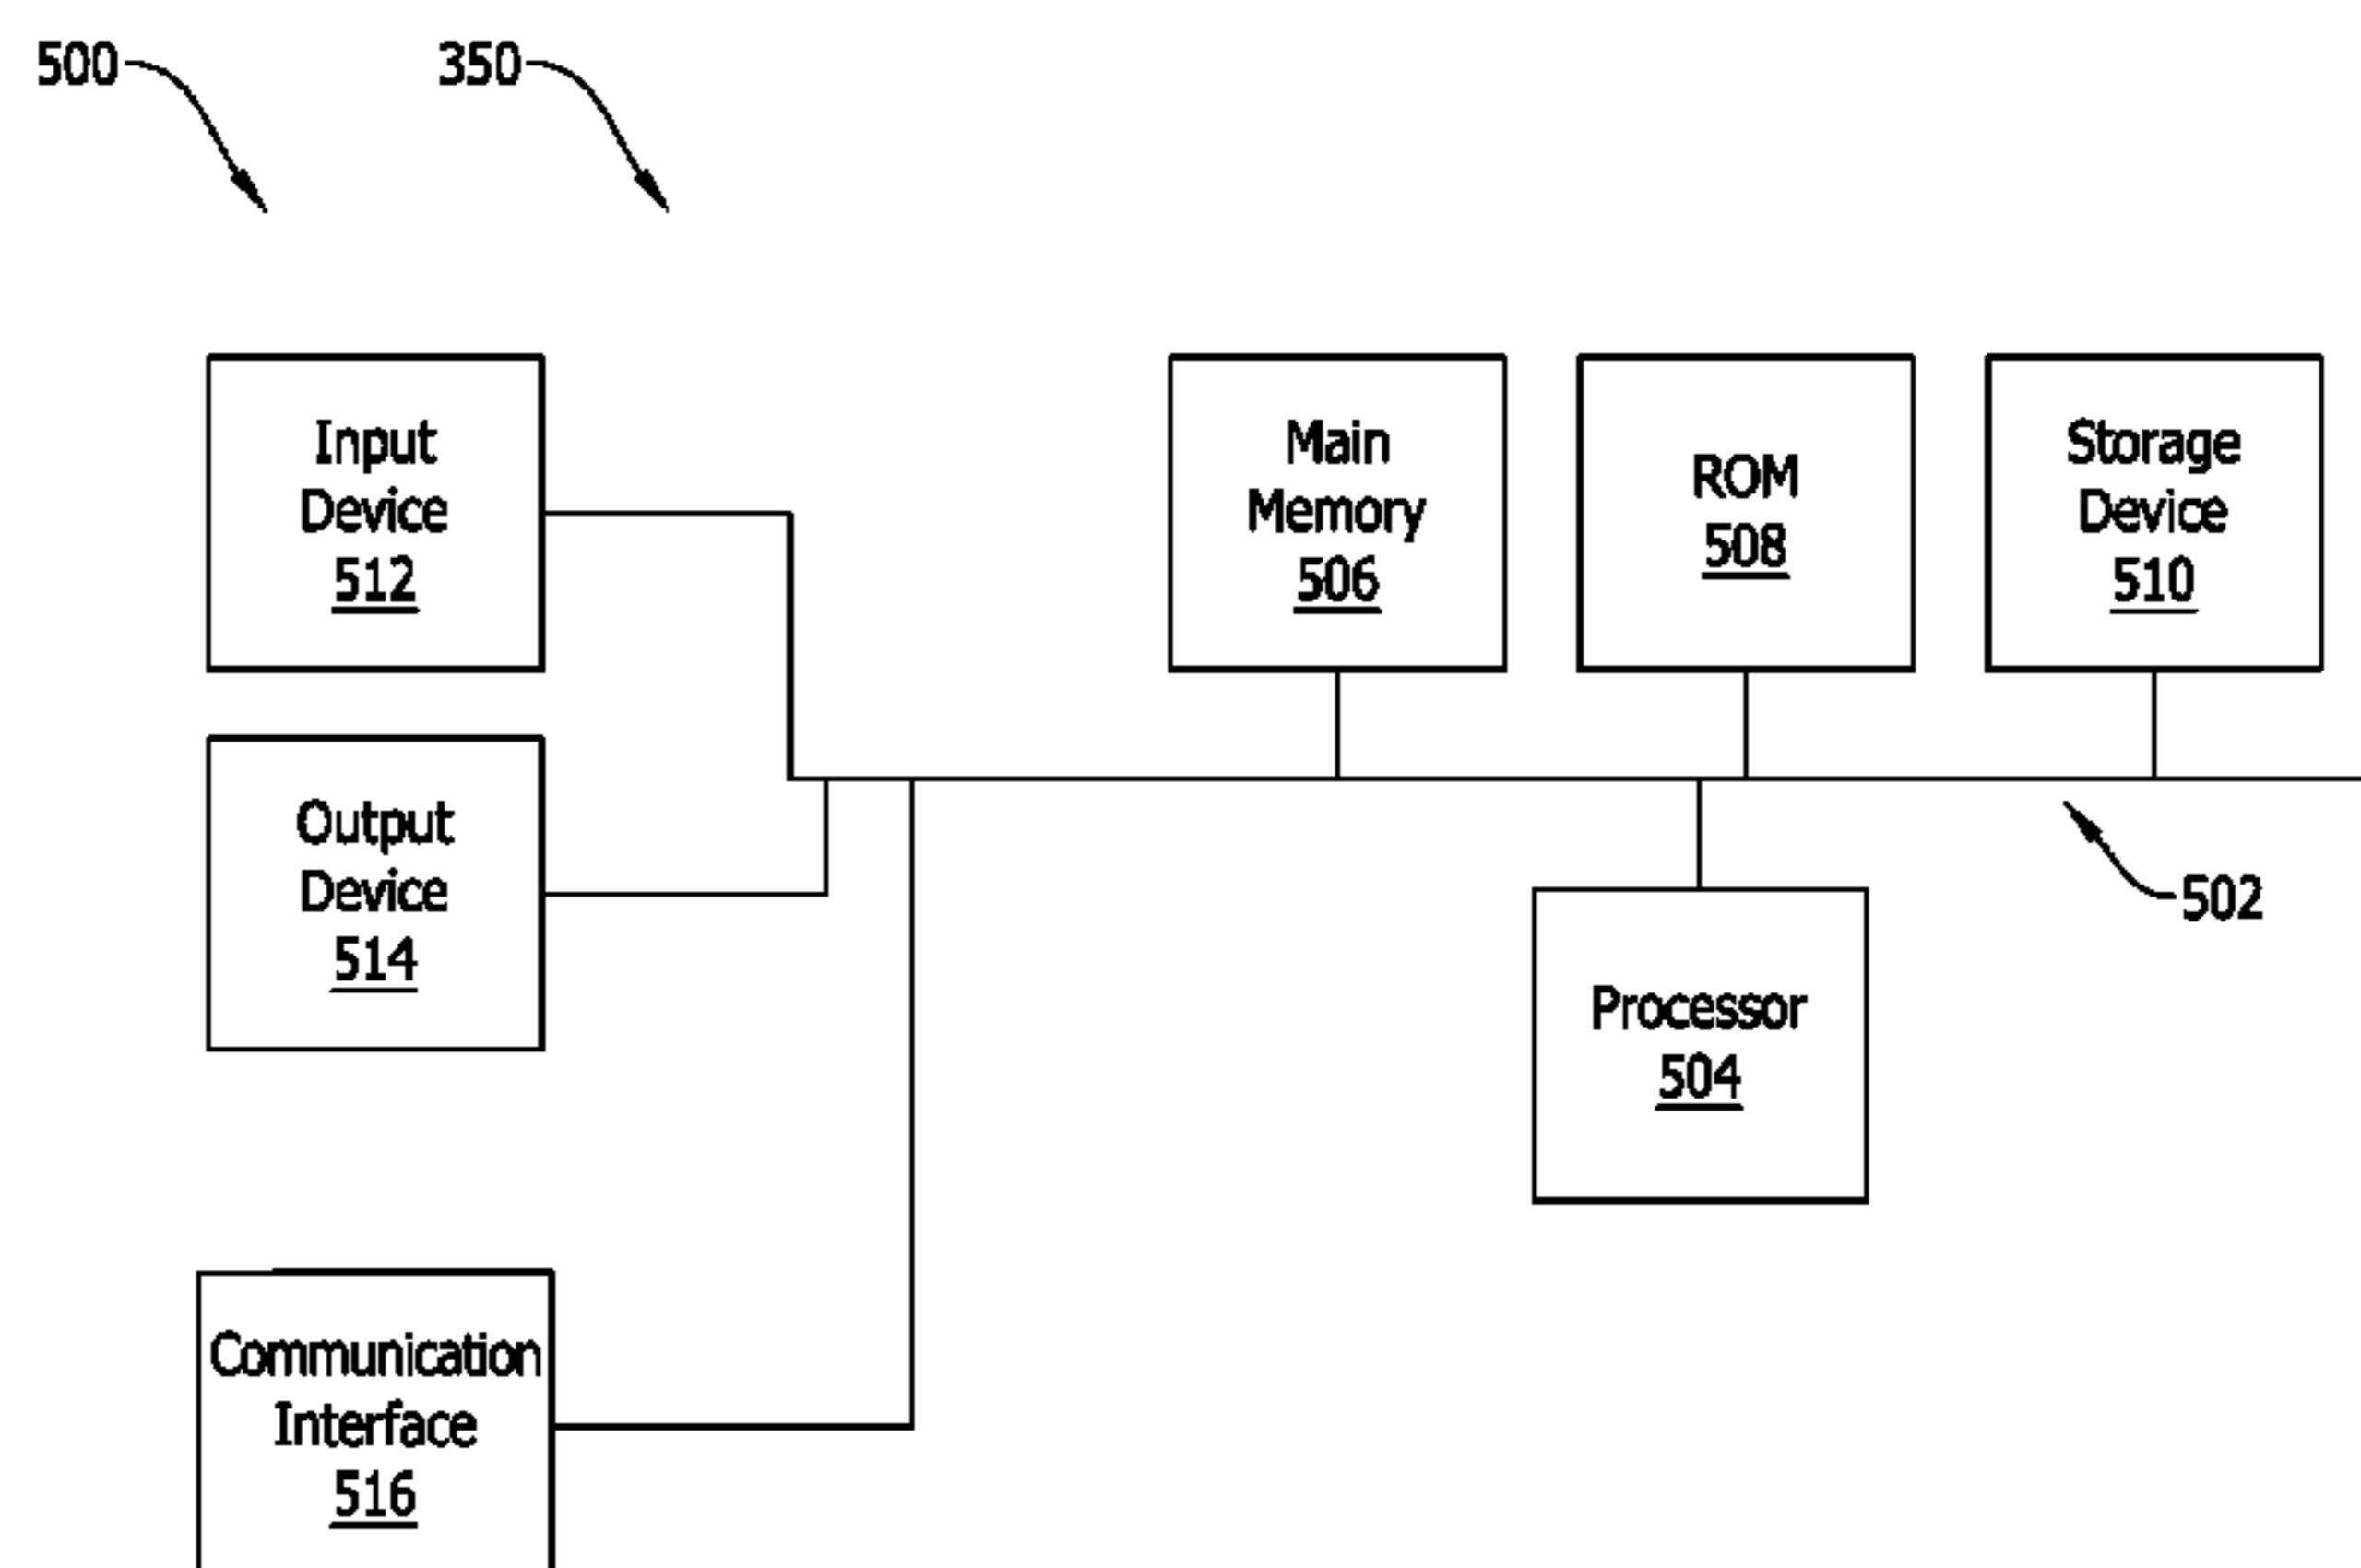 500
350
Input
Device
512
Main
Memory
506
ROM
508
Storage
Device
510
Output
Device
514
502
Processor
504
Communication
Interface
516